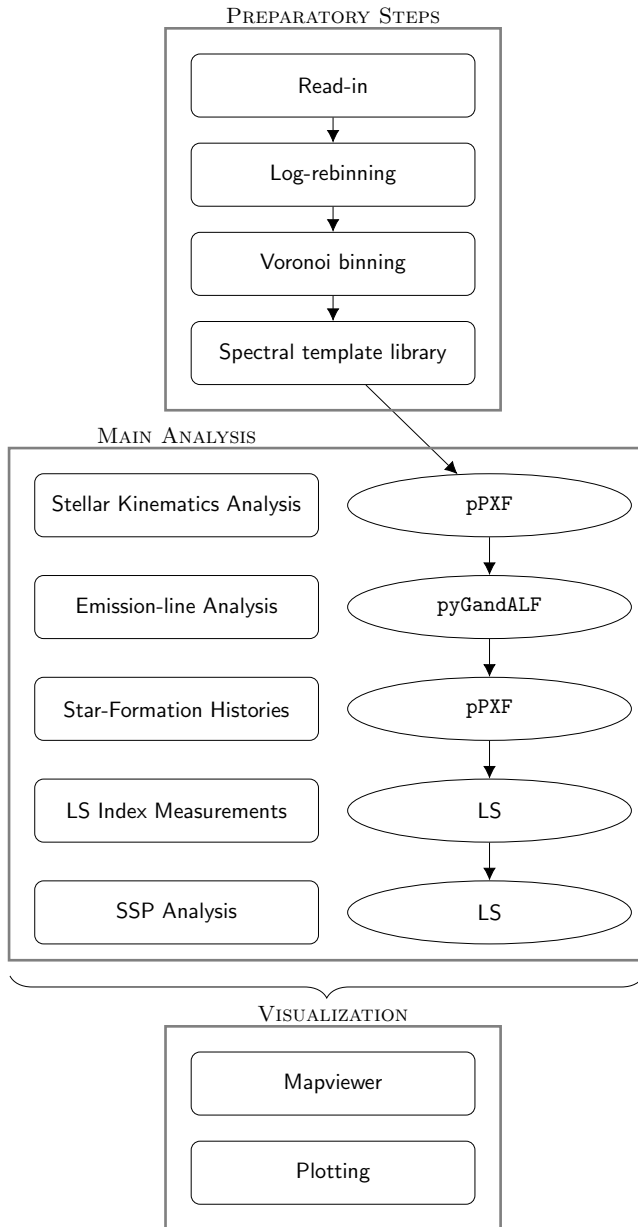 PREPARATORY STEPS
Read-in
Log-rebinning
Voronoi binning
Spectral template library
MAIN ANALYSIS
Stellar Kinematics Analysis
pPXF
Emission-line Analysis
pyGandALF
Star-Formation Histories
pPXF
LS Index Measurements
LS
SSP Analysis
LS
VISUALIZATION
Mapviewer
Plotting